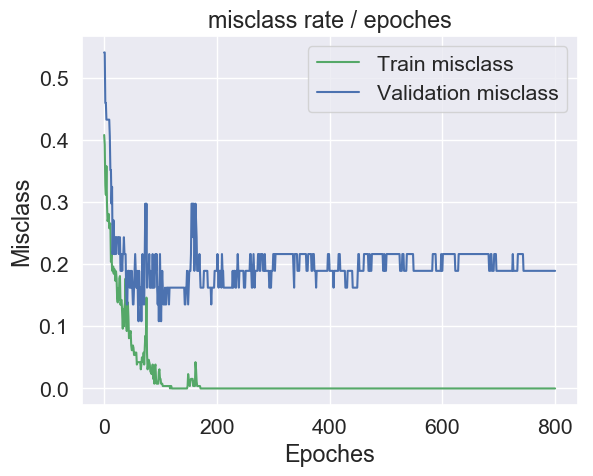 misclass rate / epoches
Train misclass
Validation misclass
Misclass
0.5
0.4
0.3
0.2
0.1
0.0
0 200 400 600 800
Epoches